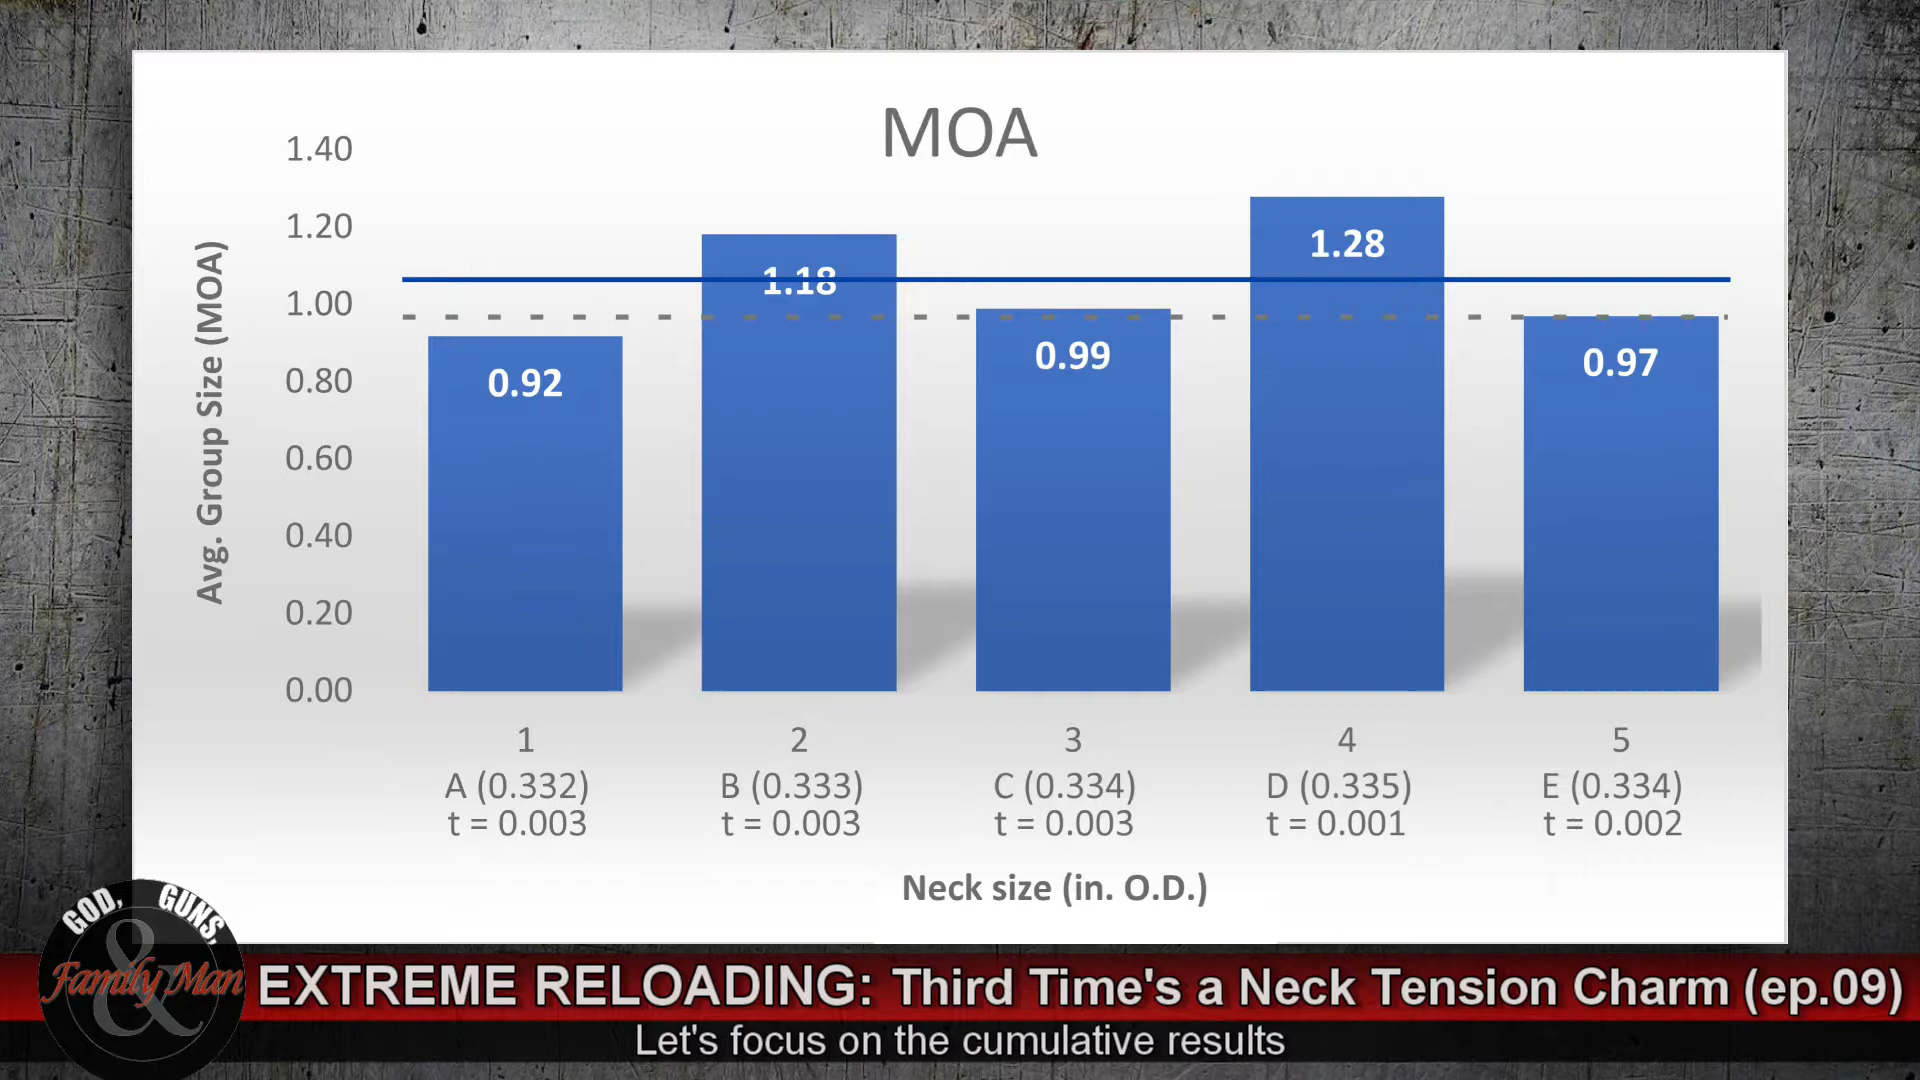 MOA
1.40
1.20
1.00
0.80
0.60
0.40
0.20
0.00
Avg. Group Size (MOA)
0.92
1.18
0.99
1.28
0.97
1 2 3 4 5
A (0.332) B (0.333) C (0.334) D (0.335) E (0.334)
t = 0.003 t = 0.003 t = 0.003 t = 0.001 t = 0.002
Neck size (in. O.D.)
GOD, GUNS,
&
Family Man
EXTREME RELOADING: Third Time's a Neck Tension Charm (ep.09)
Let's focus on the cumulative results